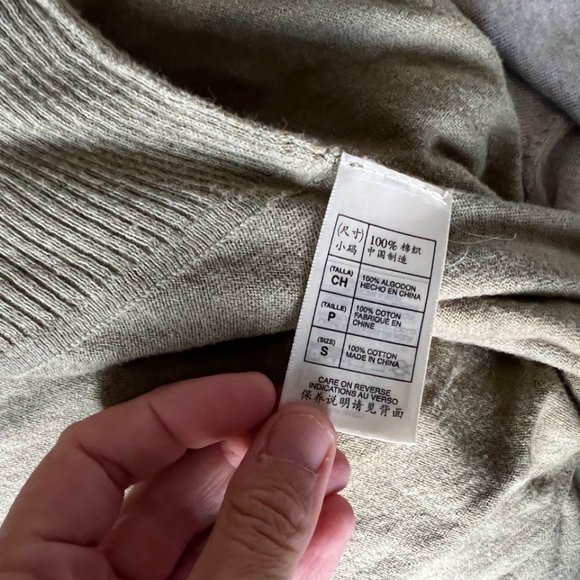 (尺寸) 100% 棉织
小码 中国制造
(TALLA) 100% ALGODON
CH HECHO EN CHINA
(TAILLE) 100% COTON
P FABRIQUÉ EN
CHINE
(SIZE) 100% COTTON
S MADE IN CHINA
CARE ON REVERSE
INDICATIONS AU VERSO
保养说明请见背面